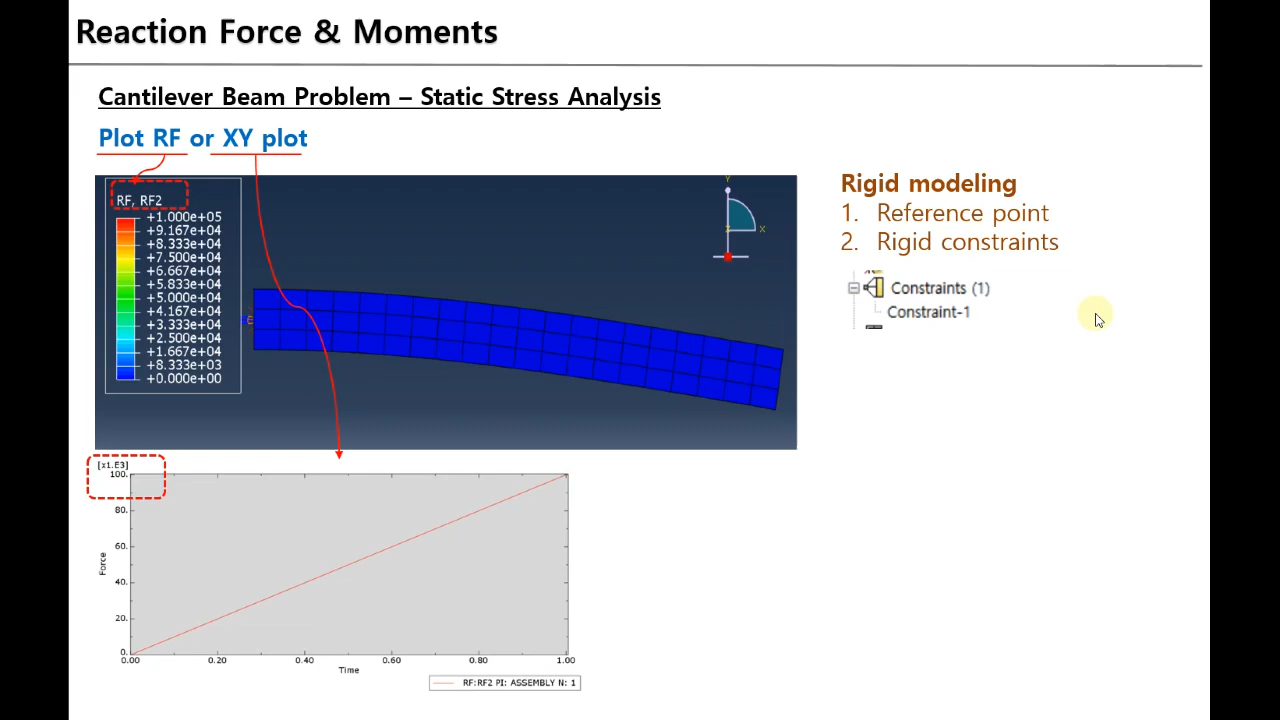 Reaction Force & Moments
Cantilever Beam Problem – Static Stress Analysis
Plot RF or XY plot
RF, RF2
+1.000e+05
+9.167e+04
+8.333e+04
+7.500e+04
+6.667e+04
+5.833e+04
+5.000e+04
+4.167e+04
+3.333e+04
+2.500e+04
+1.667e+04
+8.333e+03
+0.000e+00
Y
Z
X
Rigid modeling
1. Reference point
2. Rigid constraints
Constraints (1)
Constraint-1
[x1.E3]
100.
80.
60.
40.
20.
0.
Force
0.00 0.20 0.40 0.60 0.80 1.00
Time
RF:RF2 PI: ASSEMBLY N: 1